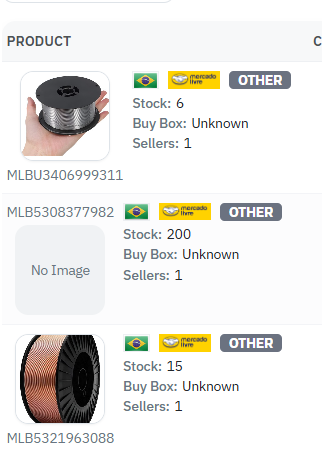 PRODUCT
C
mercado livre
OTHER
Stock: 6
Buy Box: Unknown
Sellers: 1
MLBU3406999311
MLB5308377982
mercado livre
OTHER
No Image
Stock: 200
Buy Box: Unknown
Sellers: 1
mercado livre
OTHER
Stock: 15
Buy Box: Unknown
Sellers: 1
MLB5321963088